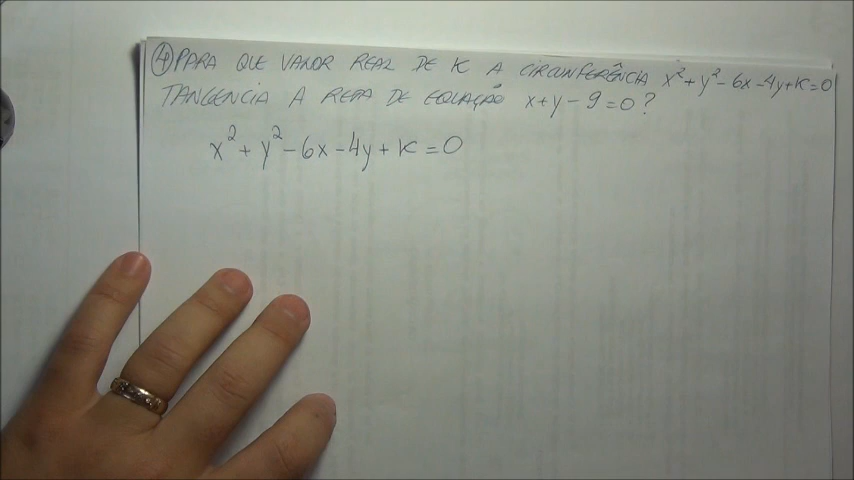 ④ PARA QUE VALOR REAL DE K A CIRCUNFERÊNCIA x² + y² - 6x - 4y + K = 0
TANGENCIA A RETA DE EQUAÇÃO x + y - 9 = 0 ?
x² + y² - 6x - 4y + K = 0